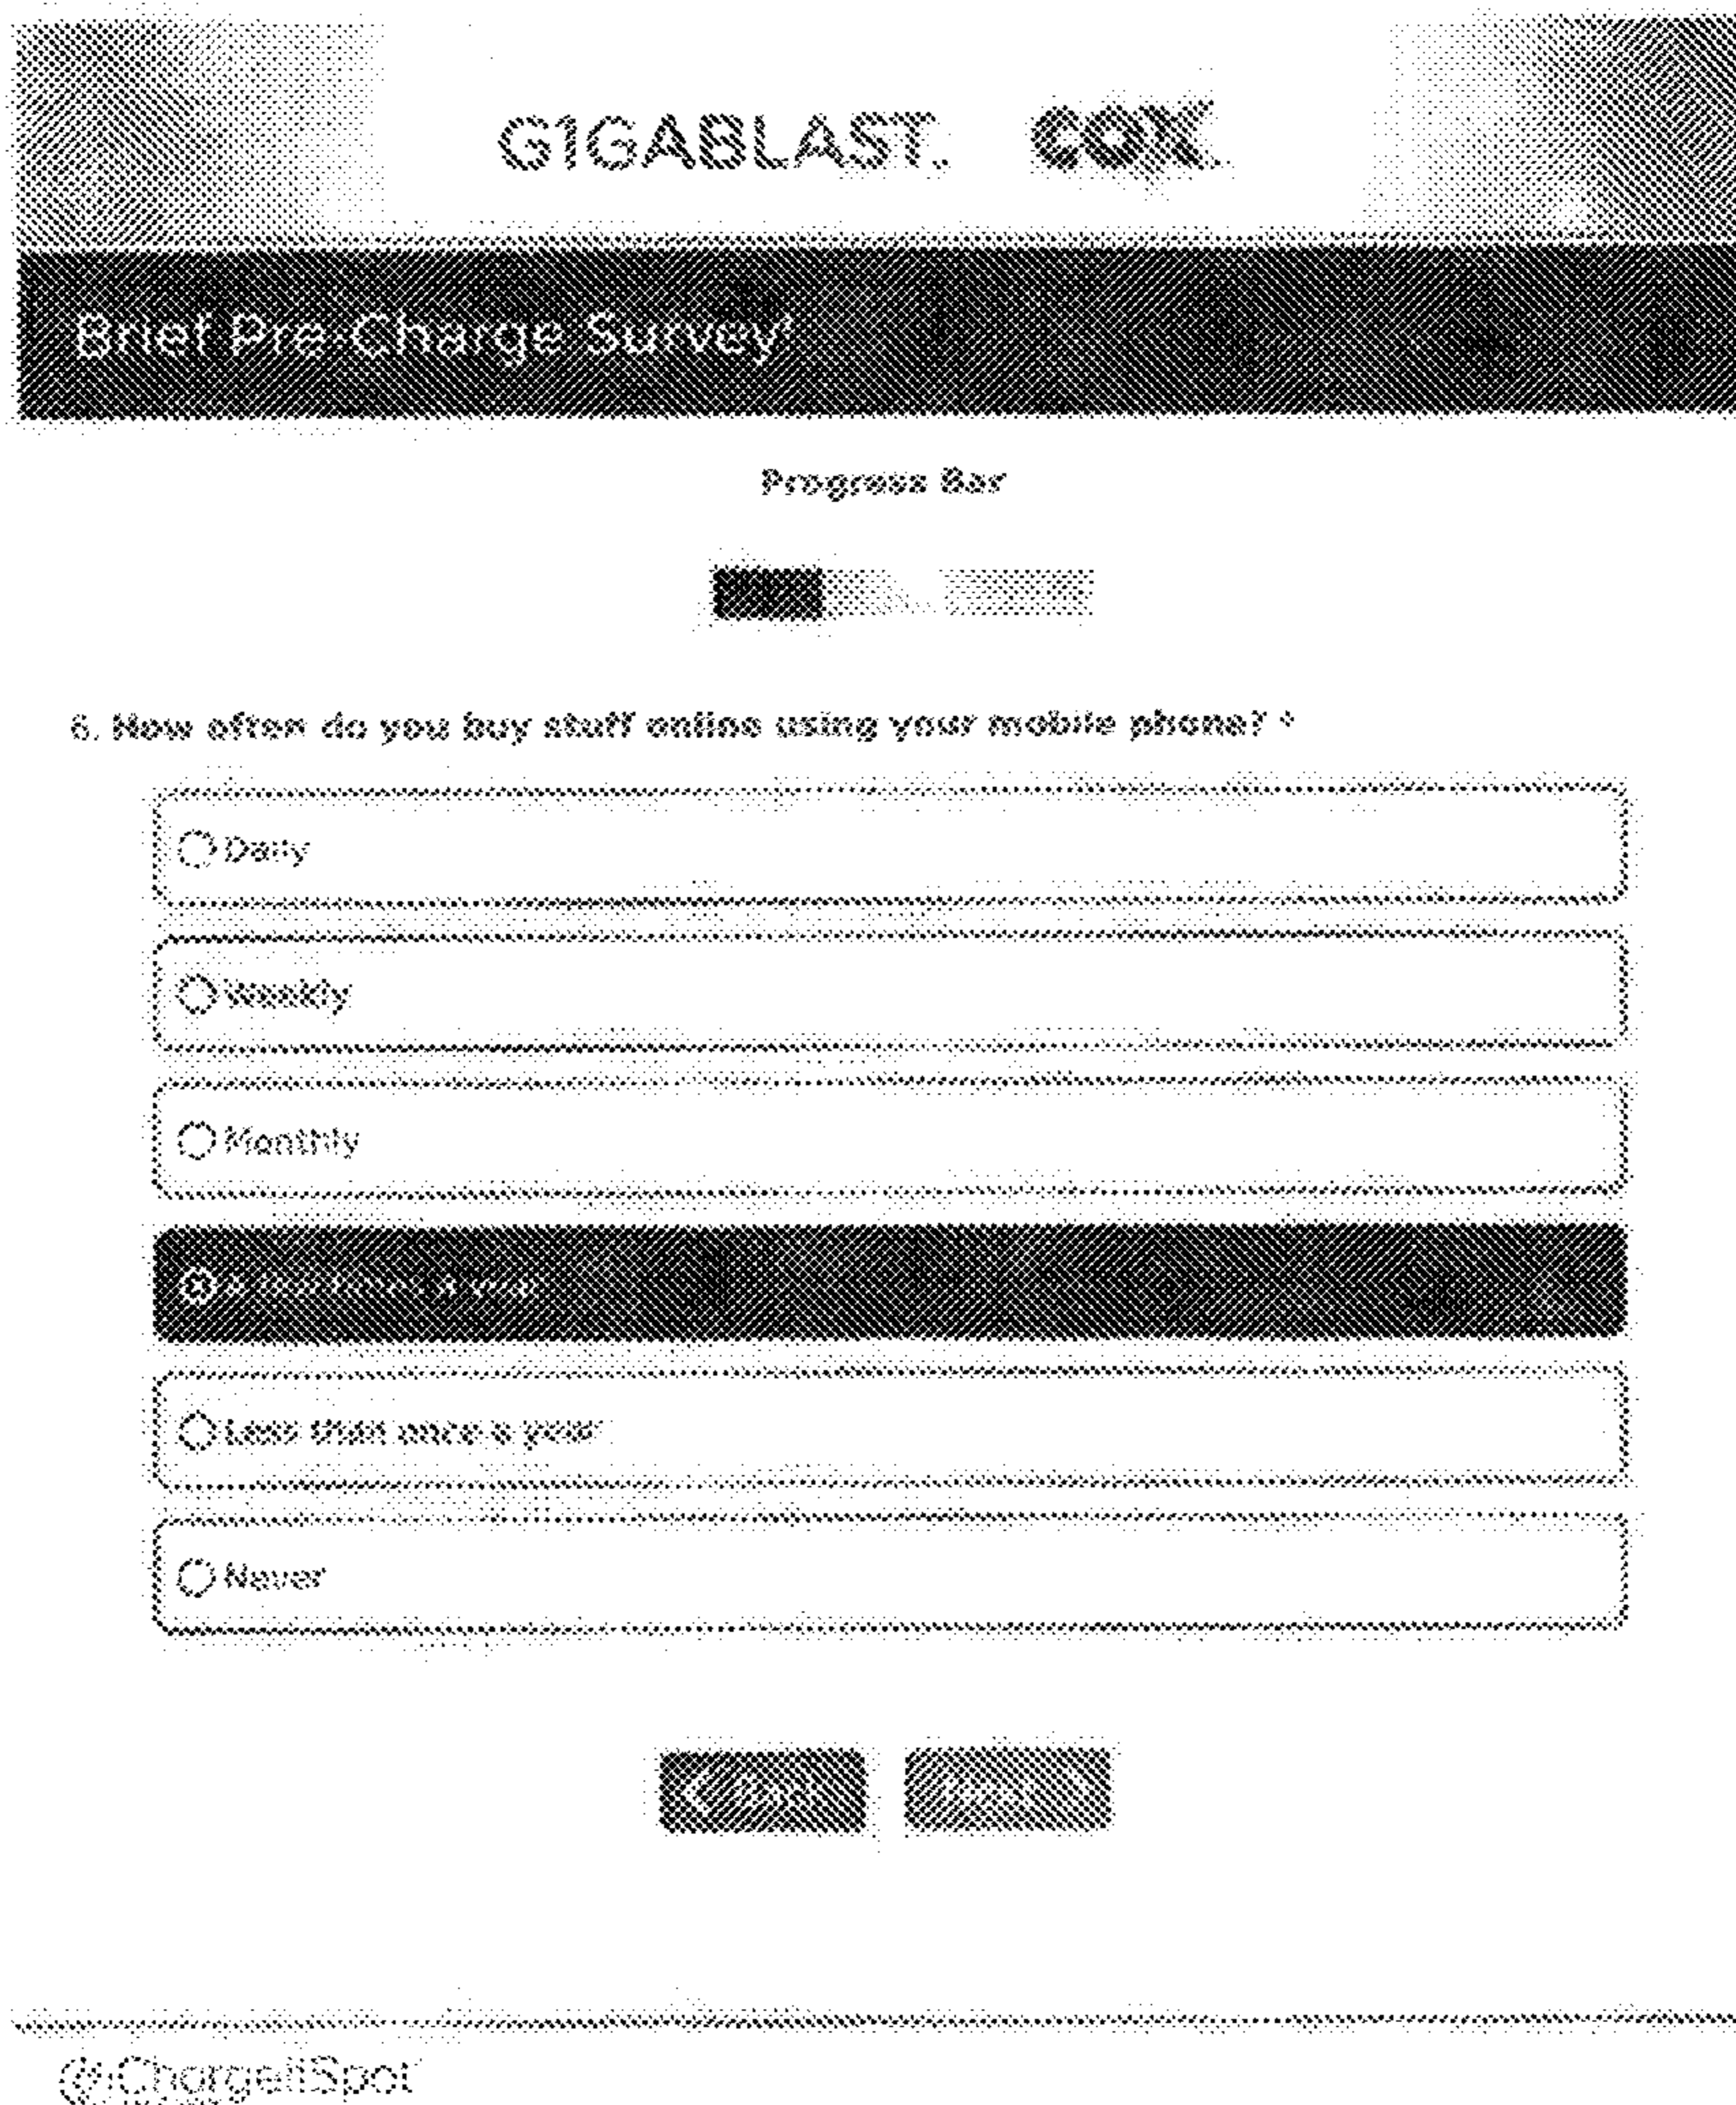 G1GABLAST. COX.
Brief Pre-Charge Survey
Progress Bar
6. How often do you buy stuff online using your mobile phone? *
Daily
Weekly
Monthly
Less than once a year
Never
ChargeItSpot